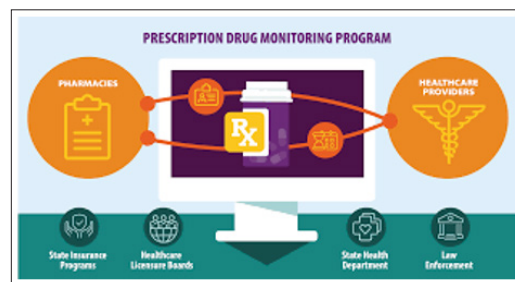 PRESCRIPTION DRUG MONITORING PROGRAM
PHARMACIES
HEALTHCARE
PROVIDERS
RX
State Insurance
Programs
Healthcare
Licensure Boards
State Health
Department
Law
Enforcement